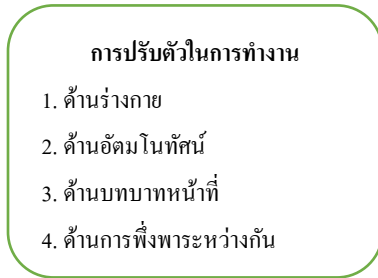 การปรับตัวในการทำงาน
1. ด้านร่างกาย
2. ด้านอัตมโนทัศน์
3. ด้านบทบาทหน้าที่
4. ด้านการพึ่งพาระหว่างกัน